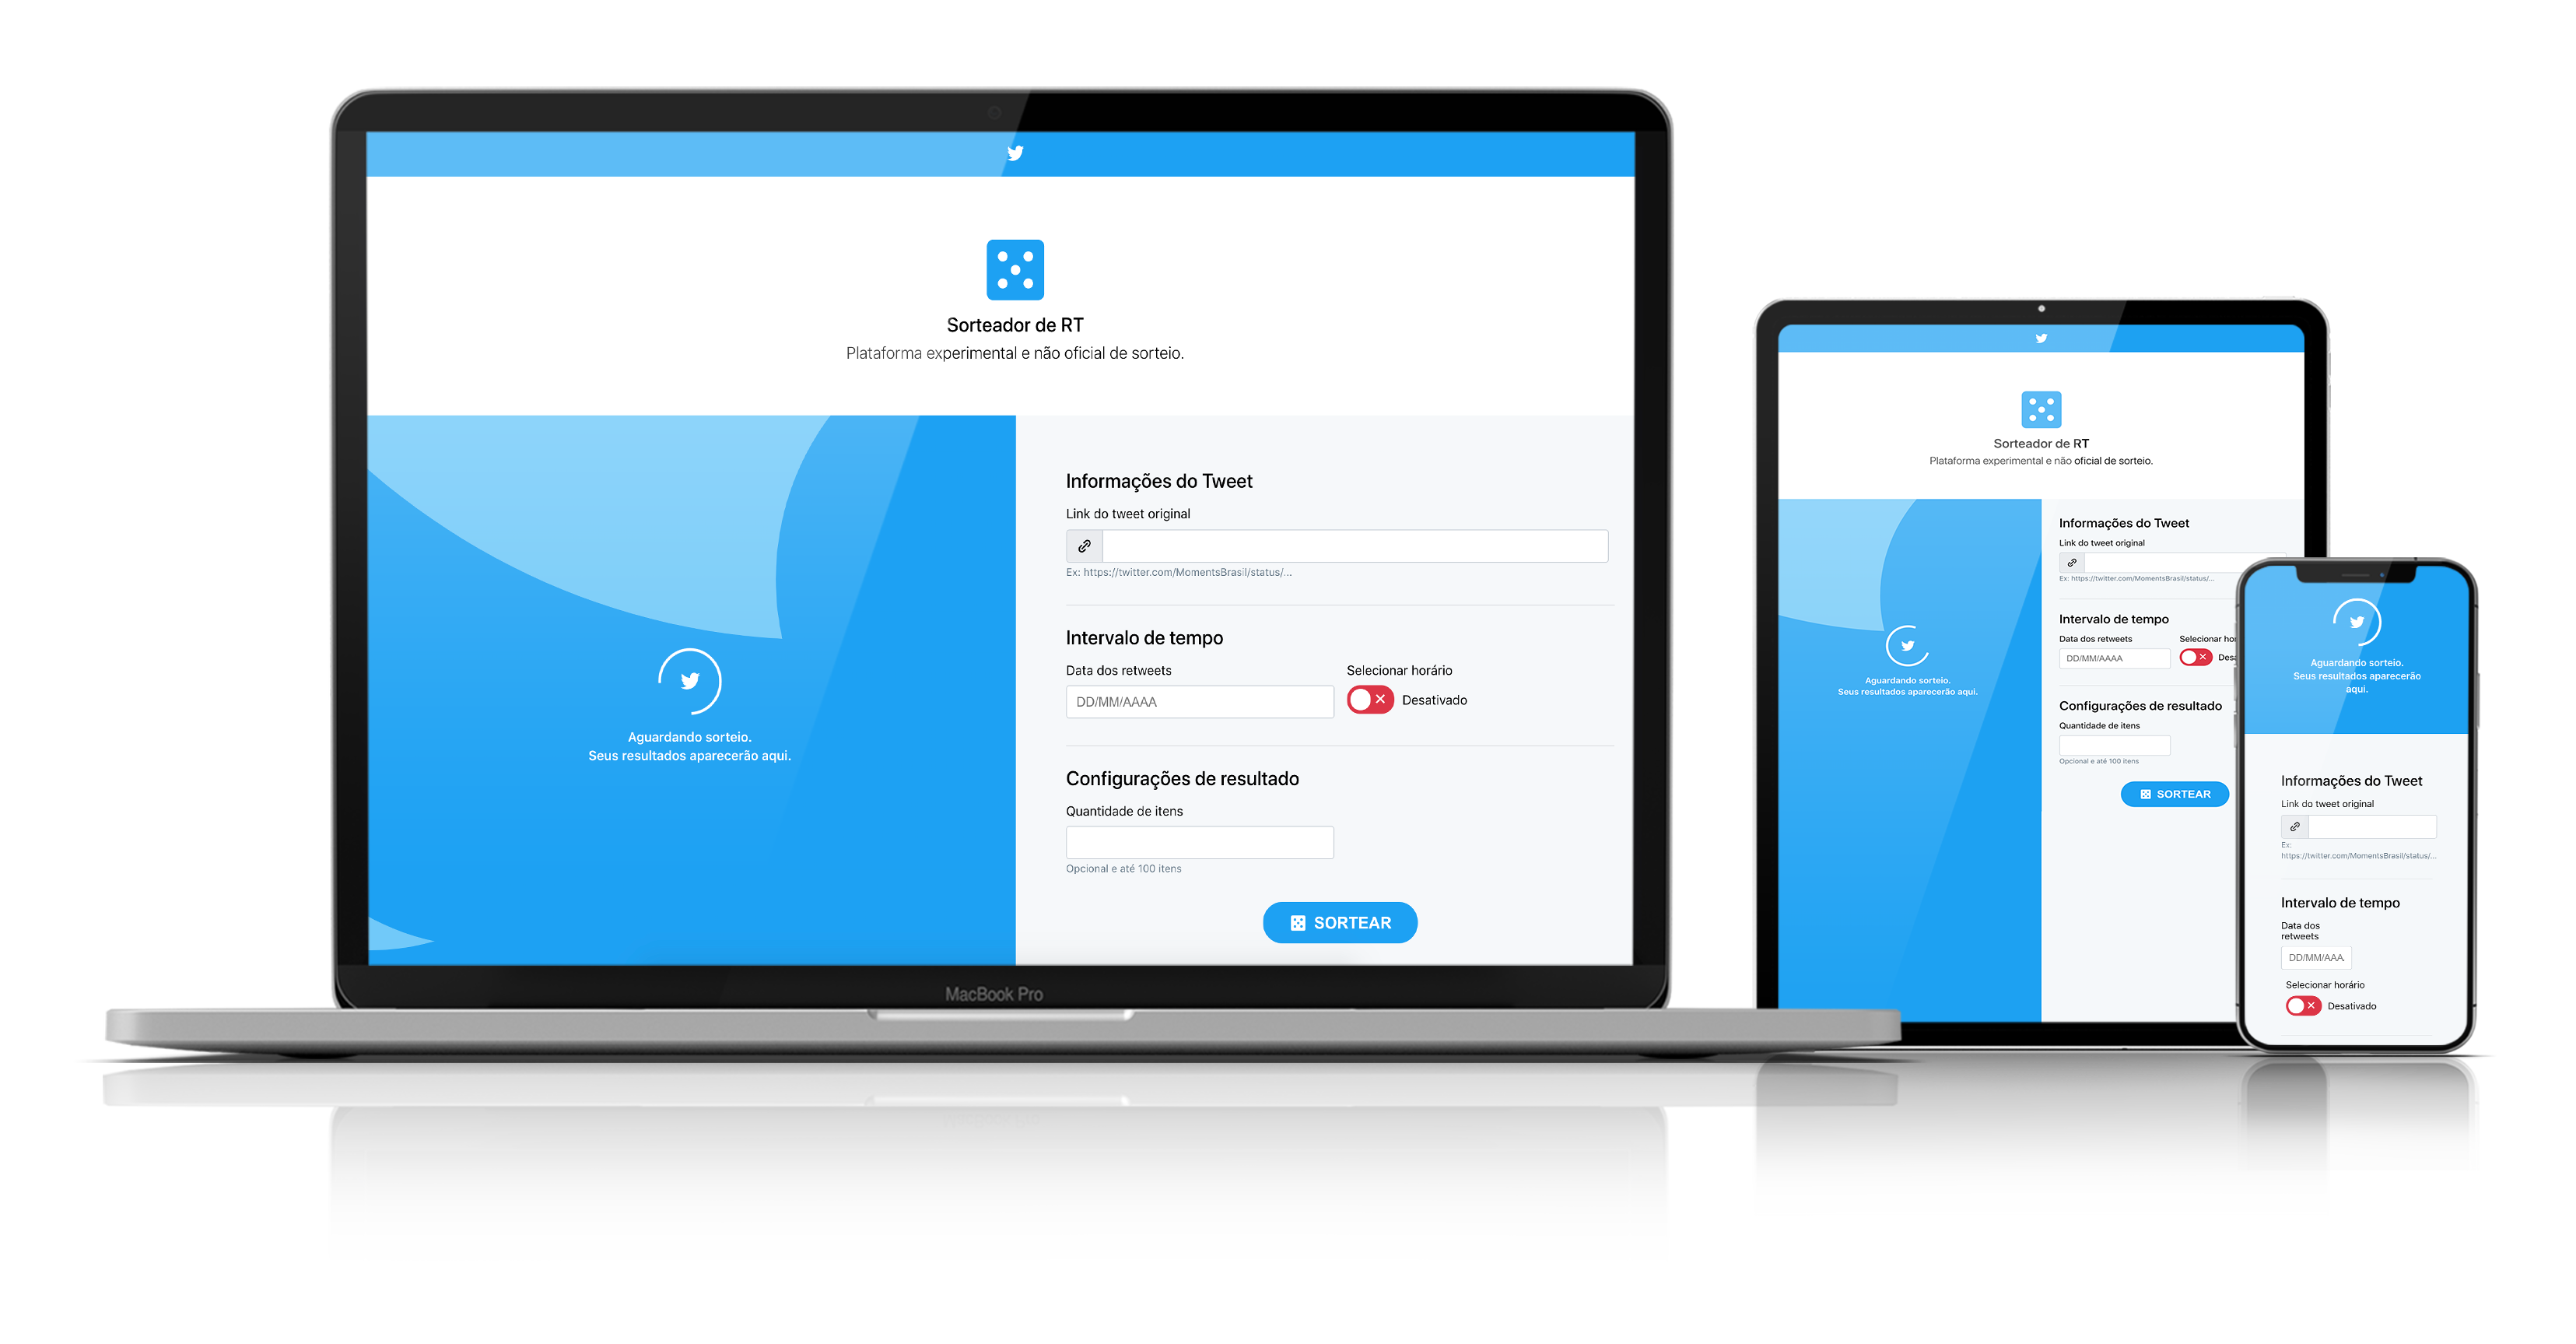 Sorteador de RT
Plataforma experimental e não oficial de sorteio.
Aguardando sorteio.
Seus resultados aparecerão aqui.
Informações do Tweet
Link do tweet original
Ex: https://twitter.com/MomentsBrasil/status/...
Intervalo de tempo
Data dos retweets
Selecionar horário
DD/MM/AAAA
Desativado
Configurações de resultado
Quantidade de itens
Opcional e até 100 itens
SORTEAR
MacBook Pro
Sorteador de RT
Plataforma experimental e não oficial de sorteio.
Aguardando sorteio.
Seus resultados aparecerão aqui.
Informações do Tweet
Link do tweet original
Ex: https://twitter.com/MomentsBrasil/status/...
Intervalo de tempo
Data dos retweets
Selecionar
DD/MM/AAAA
Configurações de resultado
Quantidade de itens
Opcional e até 100 itens
SORTEAR
Aguardando sorteio.
Seus resultados aparecerão
aqui.
Informações do Tweet
Link do tweet original
Ex:
https://twitter.com/MomentsBrasil/status/...
Intervalo de tempo
Data dos
retweets
DD/MM/AAA
Selecionar horário
Desativado